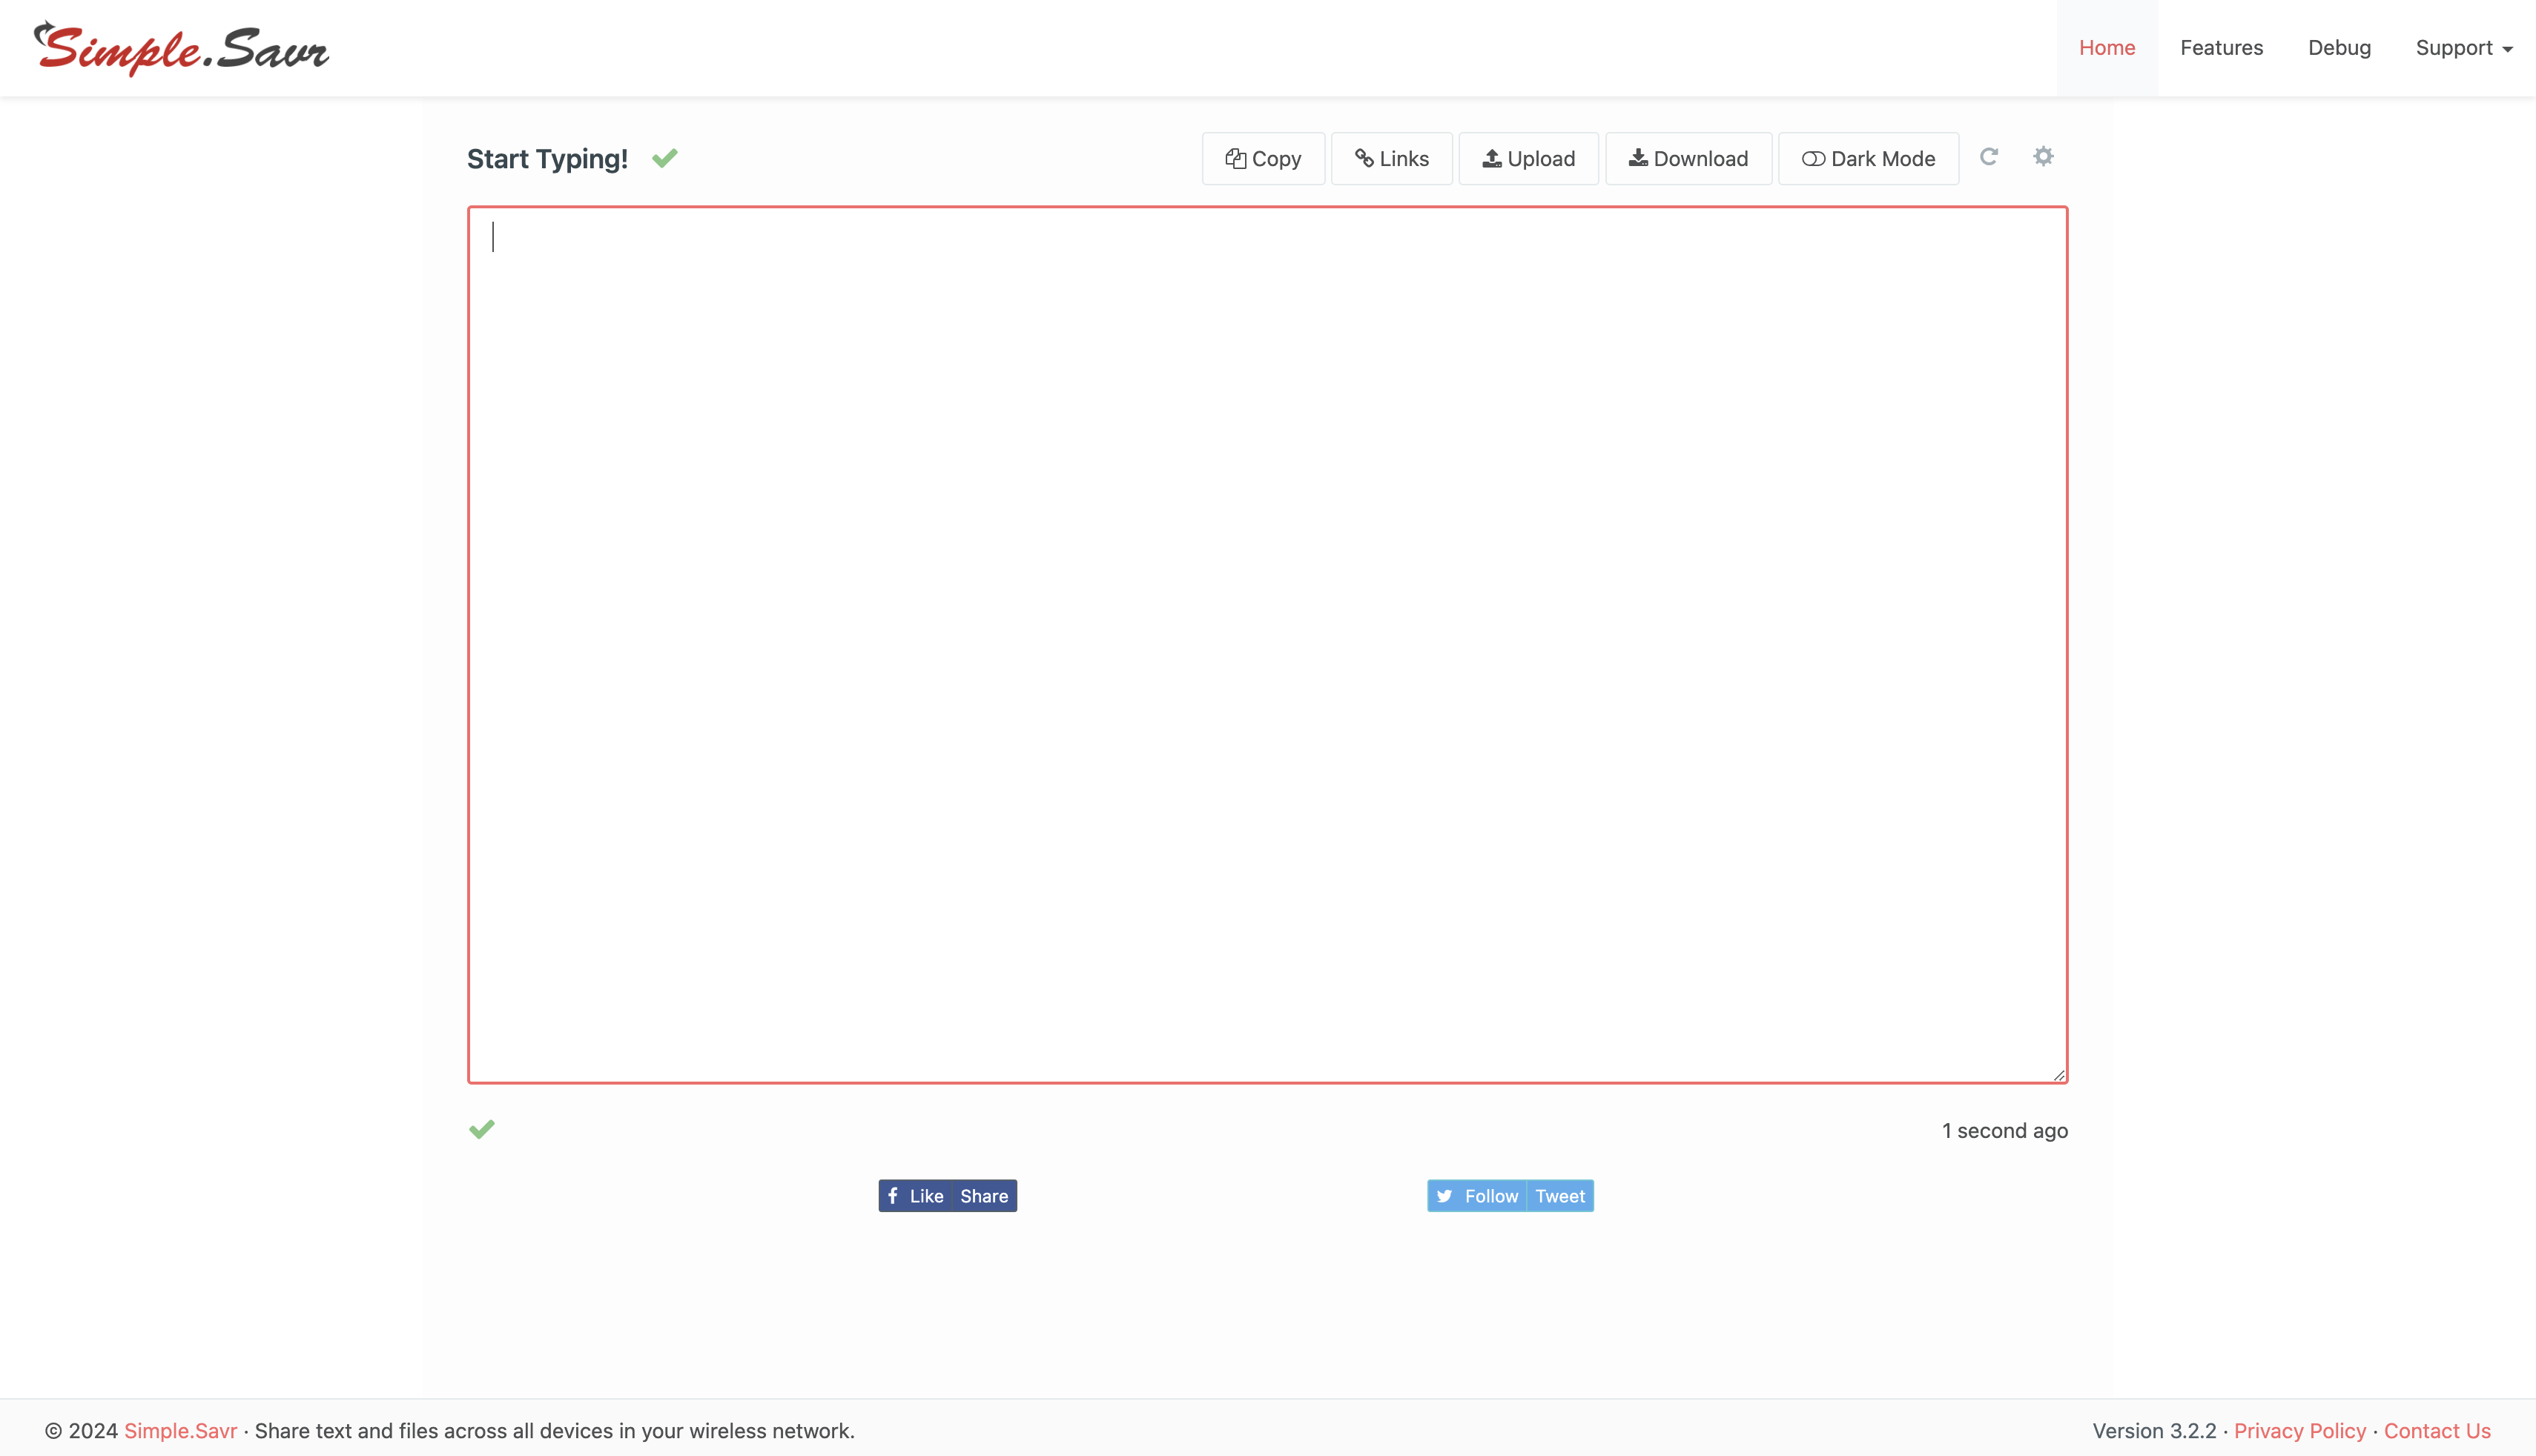 Simple.Savr
Home Features Debug Support
Start Typing! Copy Links Upload Download Dark Mode
1 second ago
Like Share Follow Tweet
© 2024 Simple.Savr · Share text and files across all devices in your wireless network. Version 3.2.2 · Privacy Policy · Contact Us